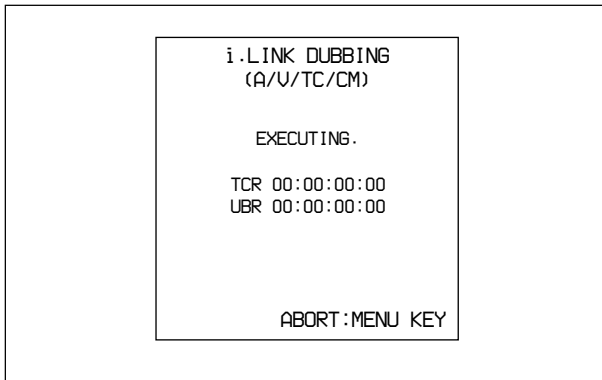 i.LINK DUBBING
(A/V/TC/CM)
EXECUTING.
TCR 00:00:00:00
UBR 00:00:00:00
ABORT:MENU KEY